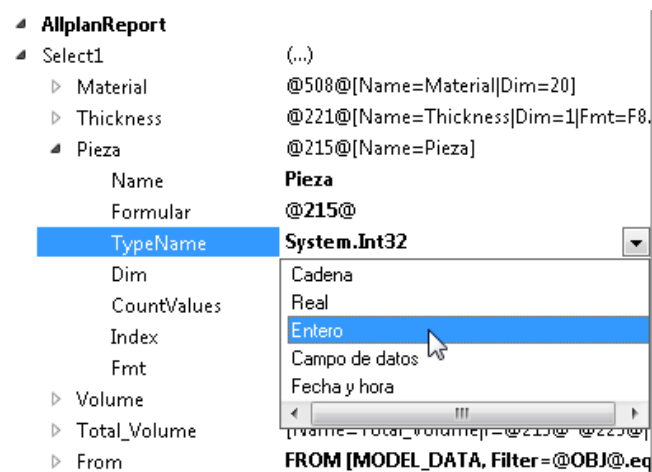 AllplanReport
Select1 (...)
Material @508@[Name=Material|Dim=20]
Thickness @221@[Name=Thickness|Dim=1|Fmt=F8.
Pieza @215@[Name=Pieza]
Name Pieza
Formular @215@
TypeName System.Int32
Dim Cadena
CountValues Real
Index Entero
Fmt Campo de datos
Fecha y hora
Volume
Total_Volume
From FROM [MODEL_DATA, Filter=@OBJ@.eq